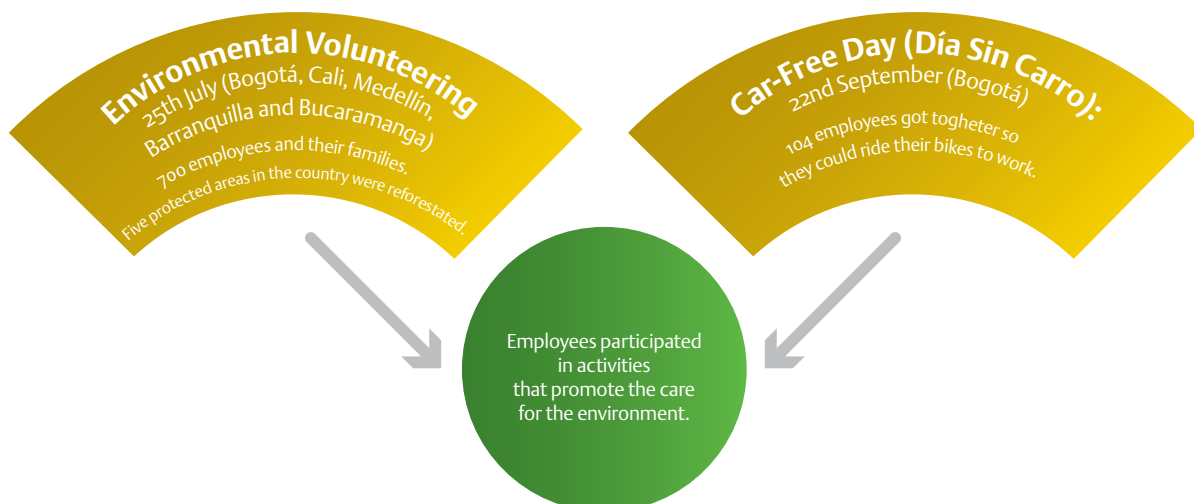 Environmental Volunteering
25th July (Bogotá, Cali, Medellín,
Barranquilla and Bucaramanga)
700 employees and their families.
Five protected areas in the country were reforestated.
Car-Free Day (Día Sin Carro):
22nd September (Bogotá)
104 employees got togheter so
they could ride their bikes to work.
Employees participated
in activities
that promote the care
for the environment.